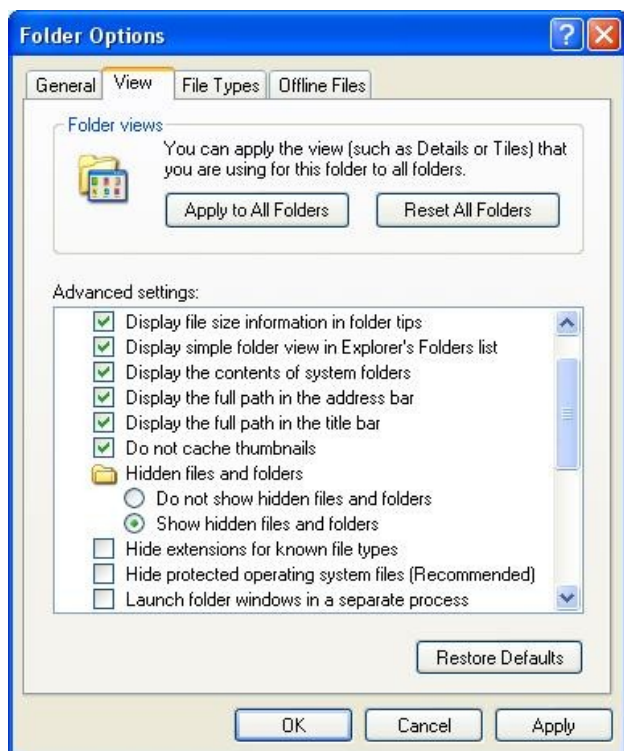 Folder Options
General View File Types Offline Files
Folder views
You can apply the view (such as Details or Tiles) that
you are using for this folder to all folders.
Apply to All Folders Reset All Folders
Advanced settings:
Display file size information in folder tips
Display simple folder view in Explorer's Folders list
Display the contents of system folders
Display the full path in the address bar
Display the full path in the title bar
Do not cache thumbnails
Hidden files and folders
Do not show hidden files and folders
Show hidden files and folders
Hide extensions for known file types
Hide protected operating system files (Recommended)
Launch folder windows in a separate process
Restore Defaults
OK Cancel Apply